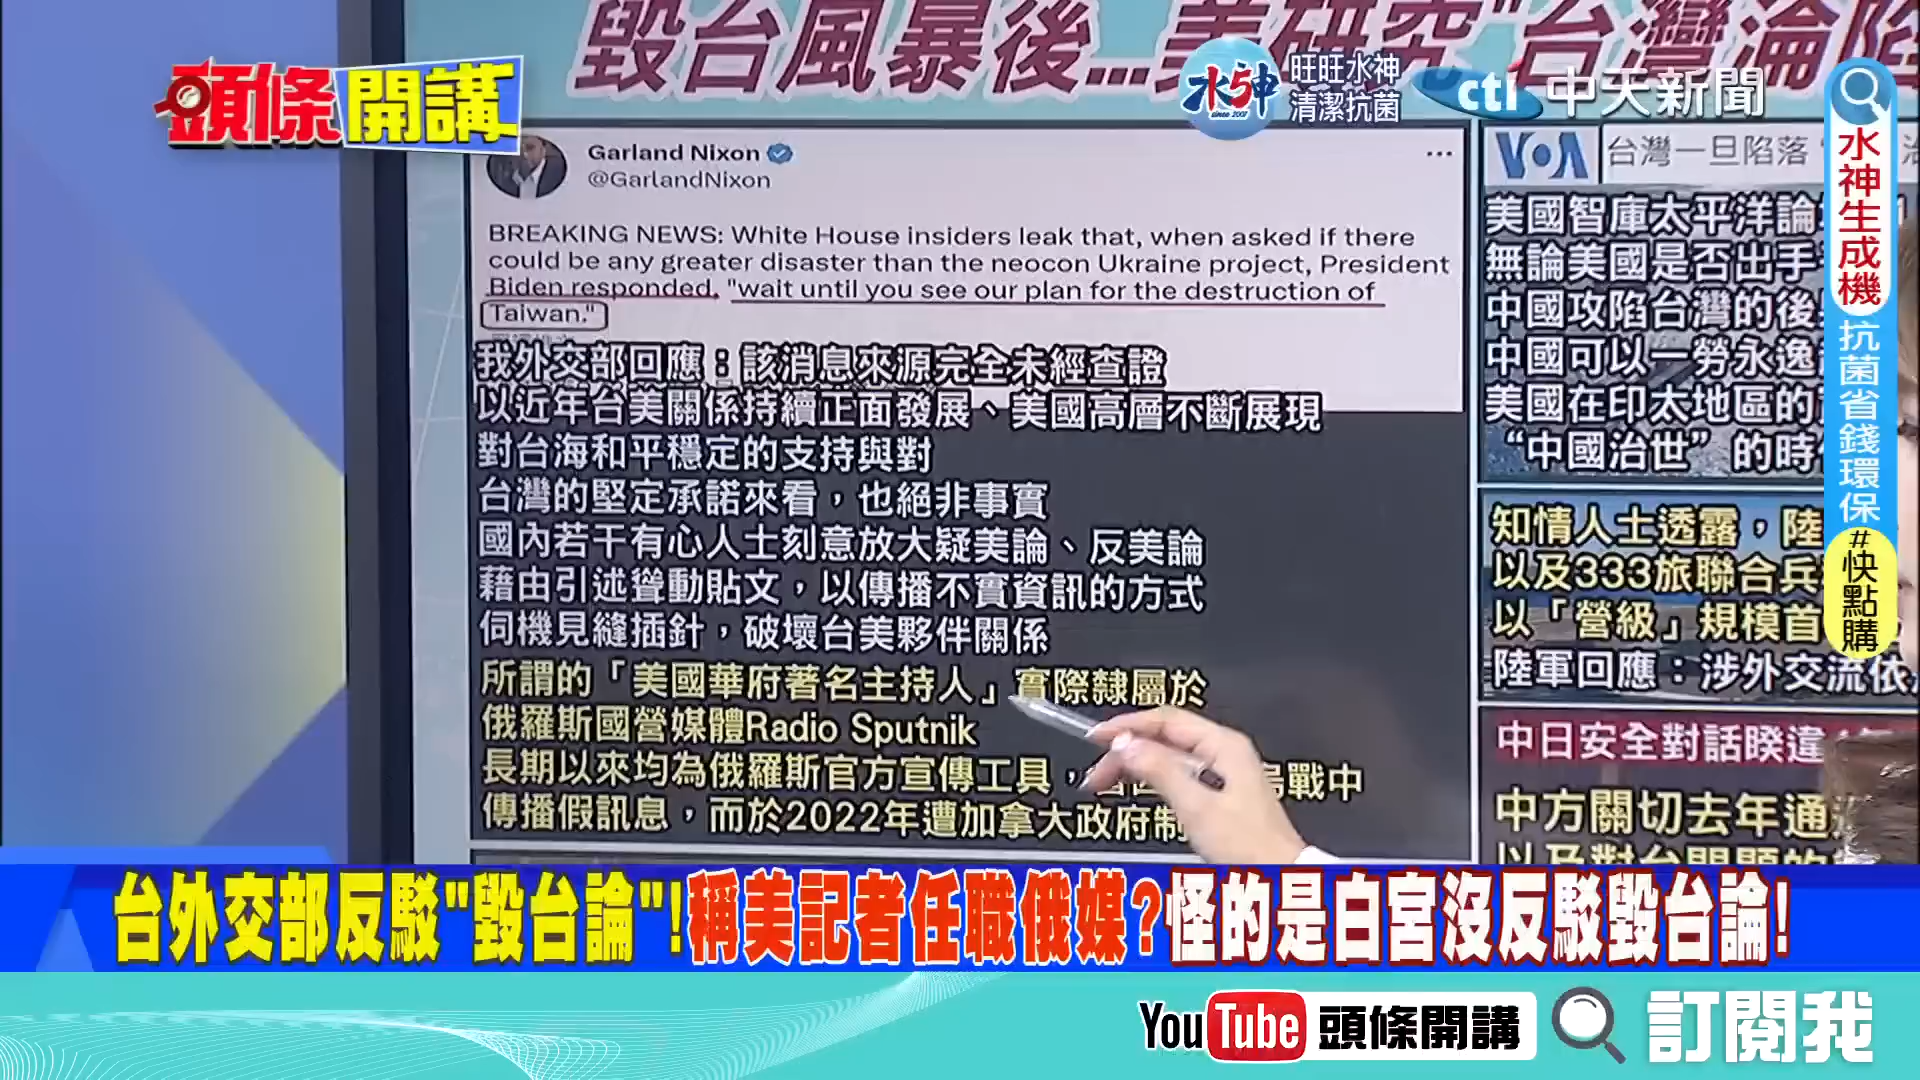 毀台風暴後...美研究"台灣淪陷
頭條開講
水神
since 2007
旺旺水神
清潔抗菌
cti 中天新聞
Garland Nixon
@GarlandNixon
BREAKING NEWS: White House insiders leak that, when asked if there
could be any greater disaster than the neocon Ukraine project, President
Biden responded, "wait until you see our plan for the destruction of
Taiwan."
我外交部回應：該消息來源完全未經查證
以近年台美關係持續正面發展、美國高層不斷展現
對台海和平穩定的支持與對
台灣的堅定承諾來看，也絕非事實
國內若干有心人士刻意放大疑美論、反美論
藉由引述聳動貼文，以傳播不實資訊的方式
伺機見縫插針，破壞台美夥伴關係
所謂的「美國華府著名主持人」實際隸屬於
俄羅斯國營媒體Radio Sputnik
長期以來均為俄羅斯官方宣傳工具，
烏戰中
傳播假訊息，而於2022年遭加拿大政府制
VOA 台灣一旦陷落
美國智庫太平洋論
無論美國是否出手
中國攻陷台灣的後
中國可以一勞永逸
美國在印太地區的
“中國治世”的時
知情人士透露，陸
以及333旅聯合兵
以「營級」規模首
陸軍回應：涉外交流依
中日安全對話睽違
中方關切去年通
以及對台問題的
水神生成機
抗菌省錢環保
#快點購
台外交部反駁"毀台論"!稱美記者任職俄媒?怪的是白宮沒反駁毀台論!
YouTube 頭條開講
訂閱我